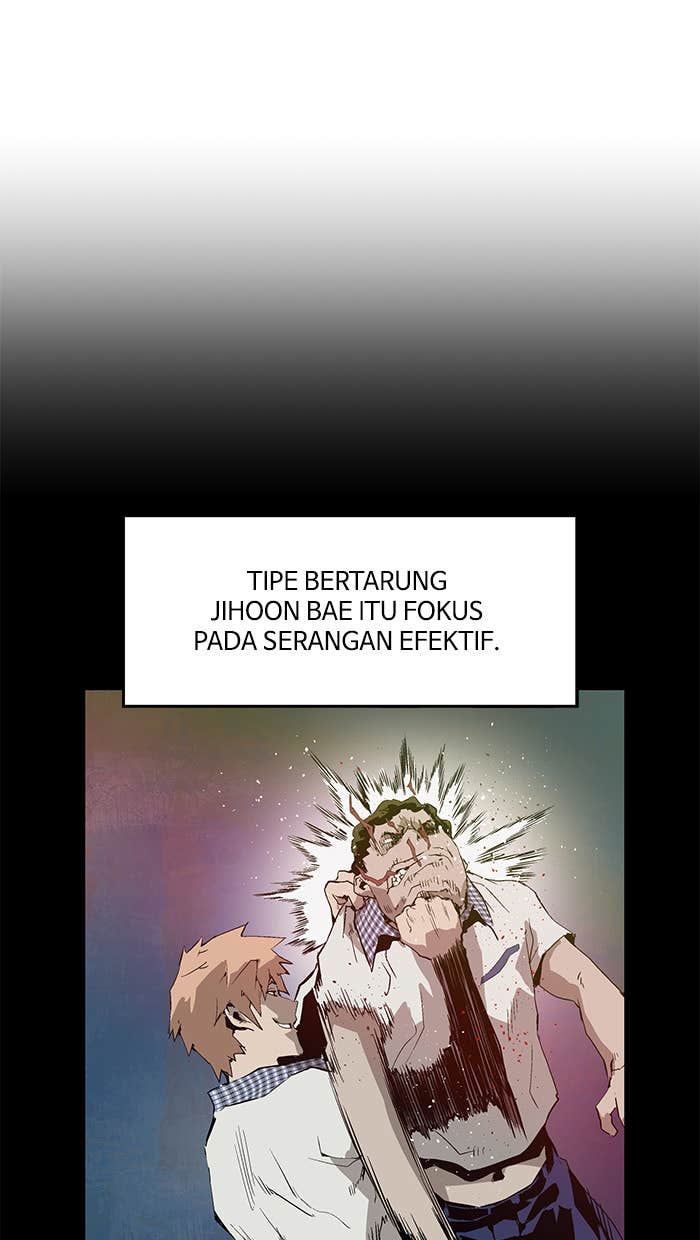 TIPE BERTARUNG
JIHOON BAE ITU FOKUS
PADA SERANGAN EFEKTIF.